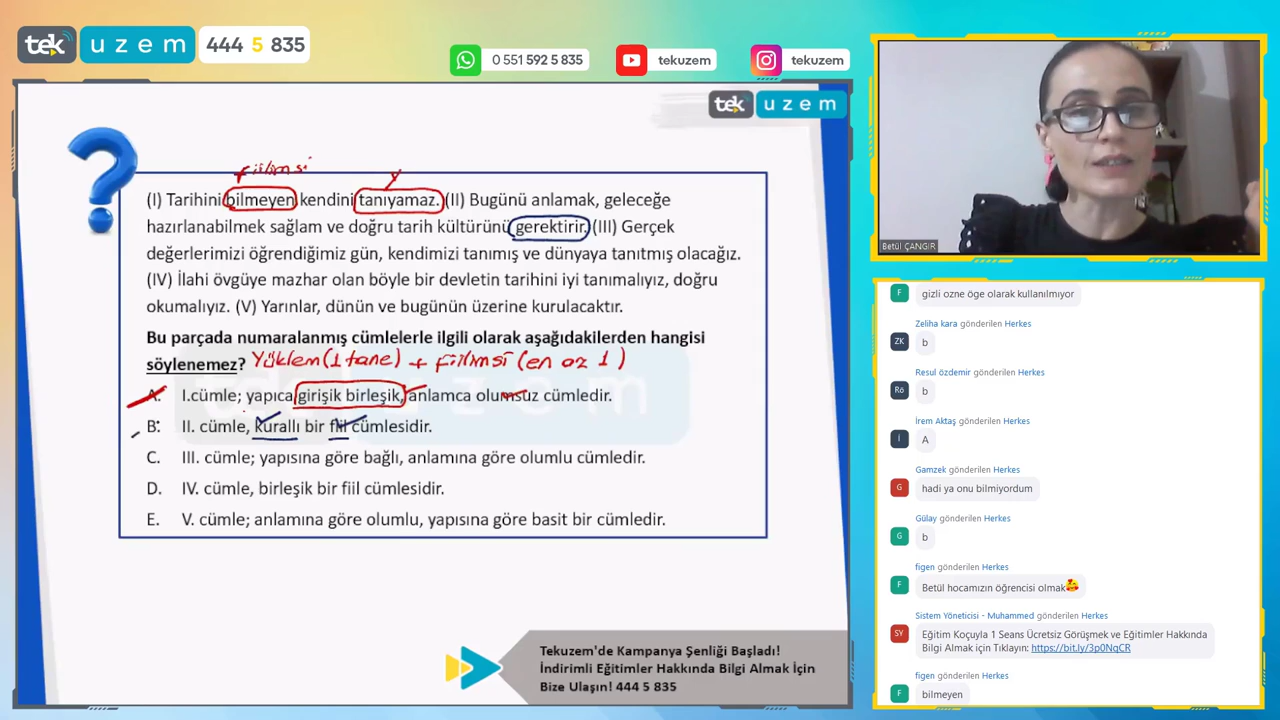 tek uzem 444 5 835
0 551 592 5 835 tekuzem tekuzem
tek uzem
fiilimsi
y
(I) Tarihini bilmeyen kendini tanıyamaz. (II) Bugünü anlamak, geleceğe
hazırlanabilmek sağlam ve doğru tarih kültürünü gerektirir. (III) Gerçek
değerlerimizi öğrendiğimiz gün, kendimizi tanımış ve dünyaya tanıtmış olacağız.
(IV) İlahi övgüye mazhar olan böyle bir devletin tarihini iyi tanımalıyız, doğru
okumalıyız. (V) Yarınlar, dünün ve bugünün üzerine kurulacaktır.
Bu parçada numaralanmış cümlelerle ilgili olarak aşağıdakilerden hangisi
söylenemez? Yüklem (1 tane) + fiilimsi (en az 1)
A. I.cümle; yapıca girişik birleşik, anlamca olumsuz cümledir.
B. II. cümle, kurallı bir fiil cümlesidir.
C. III. cümle; yapısına göre bağlı, anlamına göre olumlu cümledir.
D. IV. cümle, birleşik bir fiil cümlesidir.
E. V. cümle; anlamına göre olumlu, yapısına göre basit bir cümledir.
Tekuzem'de Kampanya Şenliği Başladı!
İndirimli Eğitimler Hakkında Bilgi Almak İçin
Bize Ulaşın! 444 5 835
Betül ÇANGIR
F gizli ozne öge olarak kullanılmıyor
Zeliha kara gönderilen Herkes
ZK b
Resul özdemir gönderilen Herkes
Rö b
İrem Aktaş gönderilen Herkes
İ A
Gamzek gönderilen Herkes
G hadi ya onu bilmiyordum
Gülay gönderilen Herkes
G b
figen gönderilen Herkes
F Betül hocamızın öğrencisi olmak
Sistem Yöneticisi - Muhammed gönderilen Herkes
SY Eğitim Koçuyla 1 Seans Ücretsiz Görüşmek ve Eğitimler Hakkında
Bilgi Almak için Tıklayın: https://bit.ly/3p0NqCR
figen gönderilen Herkes
F bilmeyen